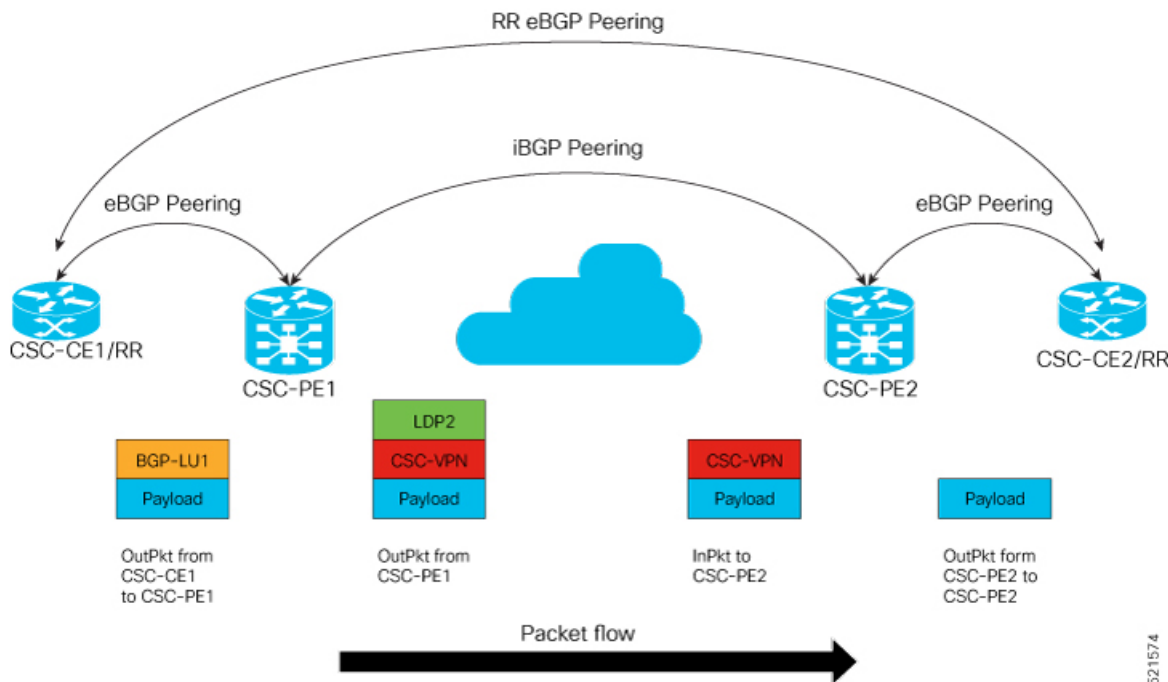 RR eBGP Peering
iBGP Peering
eBGP Peering
eBGP Peering
CSC-CE1/RR
CSC-PE1
CSC-PE2
CSC-CE2/RR
LDP2
BGP-LU1
CSC-VPN
CSC-VPN
Payload
Payload
Payload
Payload
OutPkt from
CSC-CE1
to CSC-PE1
OutPkt from
CSC-PE1
InPkt to
CSC-PE2
OutPkt form
CSC-PE2 to
CSC-PE2
Packet flow
521574